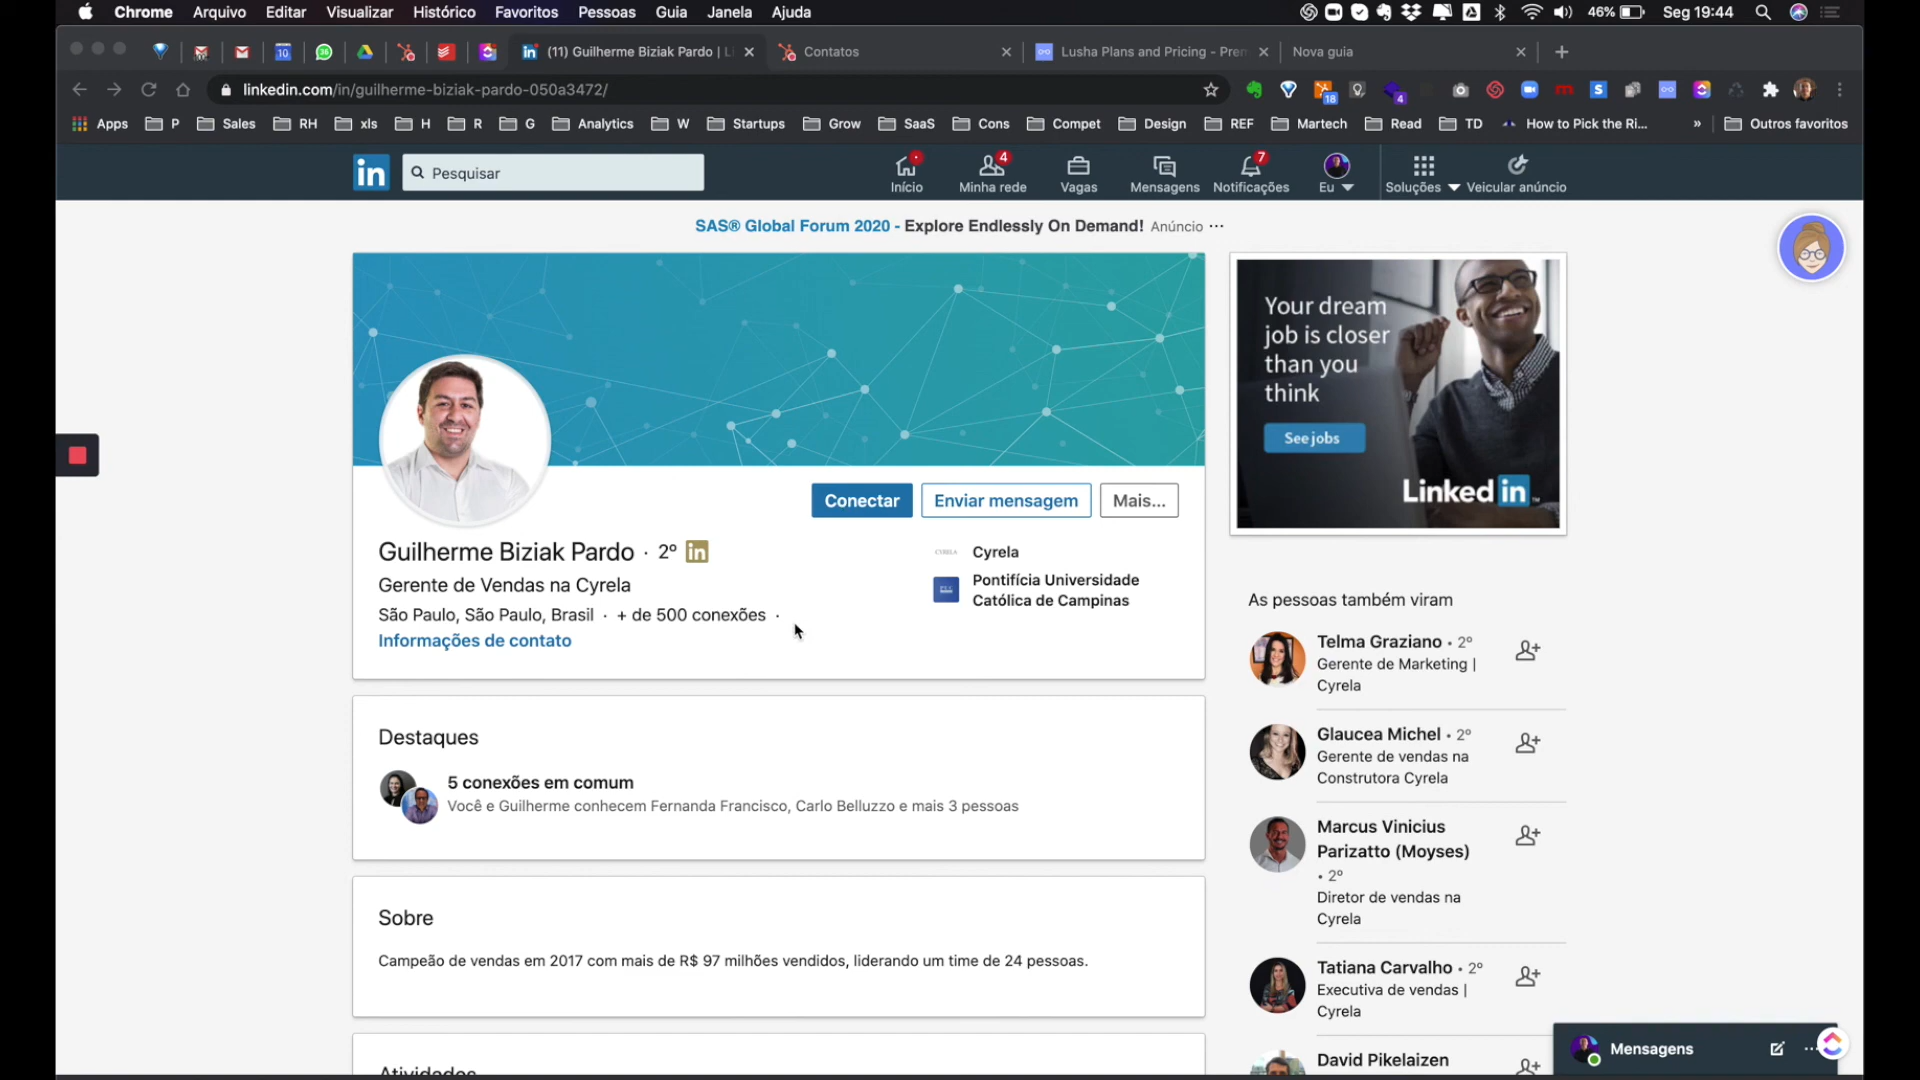 Chrome Arquivo Editar Visualizar Histórico Favoritos Pessoas Guia Janela Ajuda 46% Seg 19:44
(11) Guilherme Biziak Pardo | Contatos Lusha Plans and Pricing - Prem Nova guia
linkedin.com/in/guilherme-biziak-pardo-050a3472/
Apps P Sales RH xls H R G Analytics W Startups Grow SaaS Cons Compet Design REF Martech Read TD How to Pick the Ri... » Outros favoritos
in Pesquisar
Início Minha rede Vagas Mensagens Notificações Eu Soluções Veicular anúncio
4
7
SAS® Global Forum 2020 - Explore Endlessly On Demand! Anúncio ···
Your dream
job is closer
than you
think
See jobs
Linked in
Conectar Enviar mensagem Mais...
Guilherme Biziak Pardo · 2º in
Gerente de Vendas na Cyrela
São Paulo, São Paulo, Brasil · + de 500 conexões ·
Informações de contato
Cyrela
Pontifícia Universidade
Católica de Campinas
Destaques
5 conexões em comum
Você e Guilherme conhecem Fernanda Francisco, Carlo Belluzzo e mais 3 pessoas
Sobre
Campeão de vendas em 2017 com mais de R$ 97 milhões vendidos, liderando um time de 24 pessoas.
Atividades
As pessoas também viram
Telma Graziano • 2º
Gerente de Marketing |
Cyrela
Glaucea Michel • 2º
Gerente de vendas na
Construtora Cyrela
Marcus Vinicius
Parizatto (Moyses)
• 2º
Diretor de vendas na
Cyrela
Tatiana Carvalho • 2º
Executiva de vendas |
Cyrela
David Pikelaizen
Mensagens